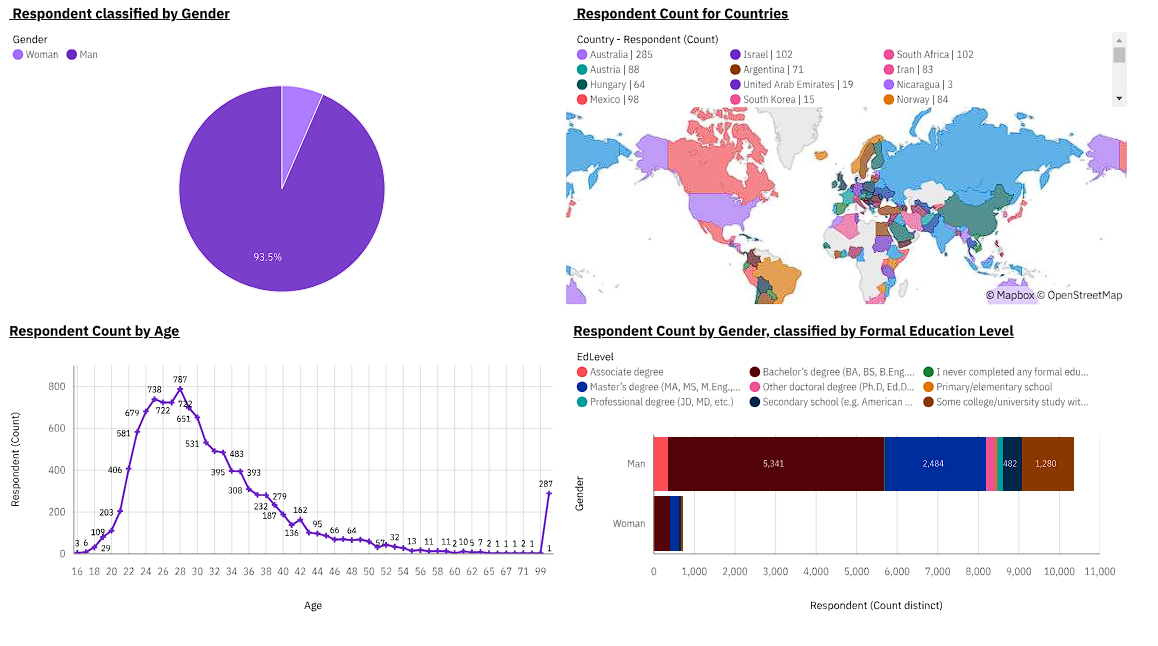 Respondent classified by Gender
Gender
Woman Man
93.5%
Respondent Count for Countries
Country - Respondent (Count)
Australia | 285 Israel | 102 South Africa | 102
Austria | 88 Argentina | 71 Iran | 83
Hungary | 64 United Arab Emirates | 19 Nicaragua | 3
Mexico | 98 South Korea | 15 Norway | 84
© Mapbox © OpenStreetMap
Respondent Count by Age
Respondent (Count)
800
600
400
200
0
3 6 29 109 203 406 581 679 738 722 787 722 651 531 395 483 308 393 232 279 187 136 162 95 66 64 57 32 13 11 11 2 10 5 7 2 1 1 1 2 1 287 1
16 18 20 22 24 26 28 30 32 34 36 38 40 42 44 46 48 50 52 54 56 58 60 62 65 67 71 99
Age
Respondent Count by Gender, classified by Formal Education Level
EdLevel
Associate degree Bachelor's degree (BA, BS, B.Eng.... I never completed any formal edu...
Master's degree (MA, MS, M.Eng.,... Other doctoral degree (Ph.D, Ed.D... Primary/elementary school
Professional degree (JD, MD, etc.) Secondary school (e.g. American ... Some college/university study wit...
Gender
Man 5,341 2,484 482 1,280
Woman
0 1,000 2,000 3,000 4,000 5,000 6,000 7,000 8,000 9,000 10,000 11,000
Respondent (Count distinct)